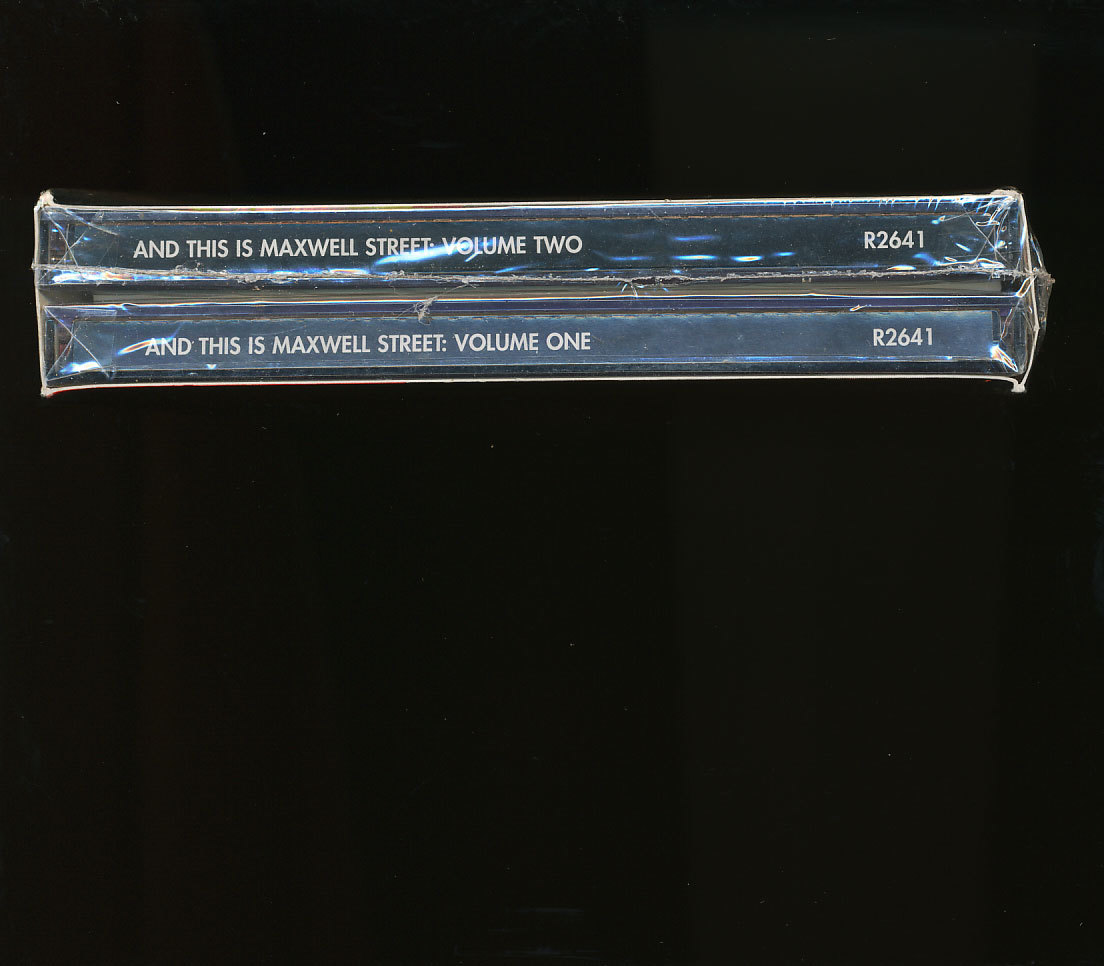 AND THIS IS MAXWELL STREET: VOLUME TWO R2641
AND THIS IS MAXWELL STREET: VOLUME ONE R2641